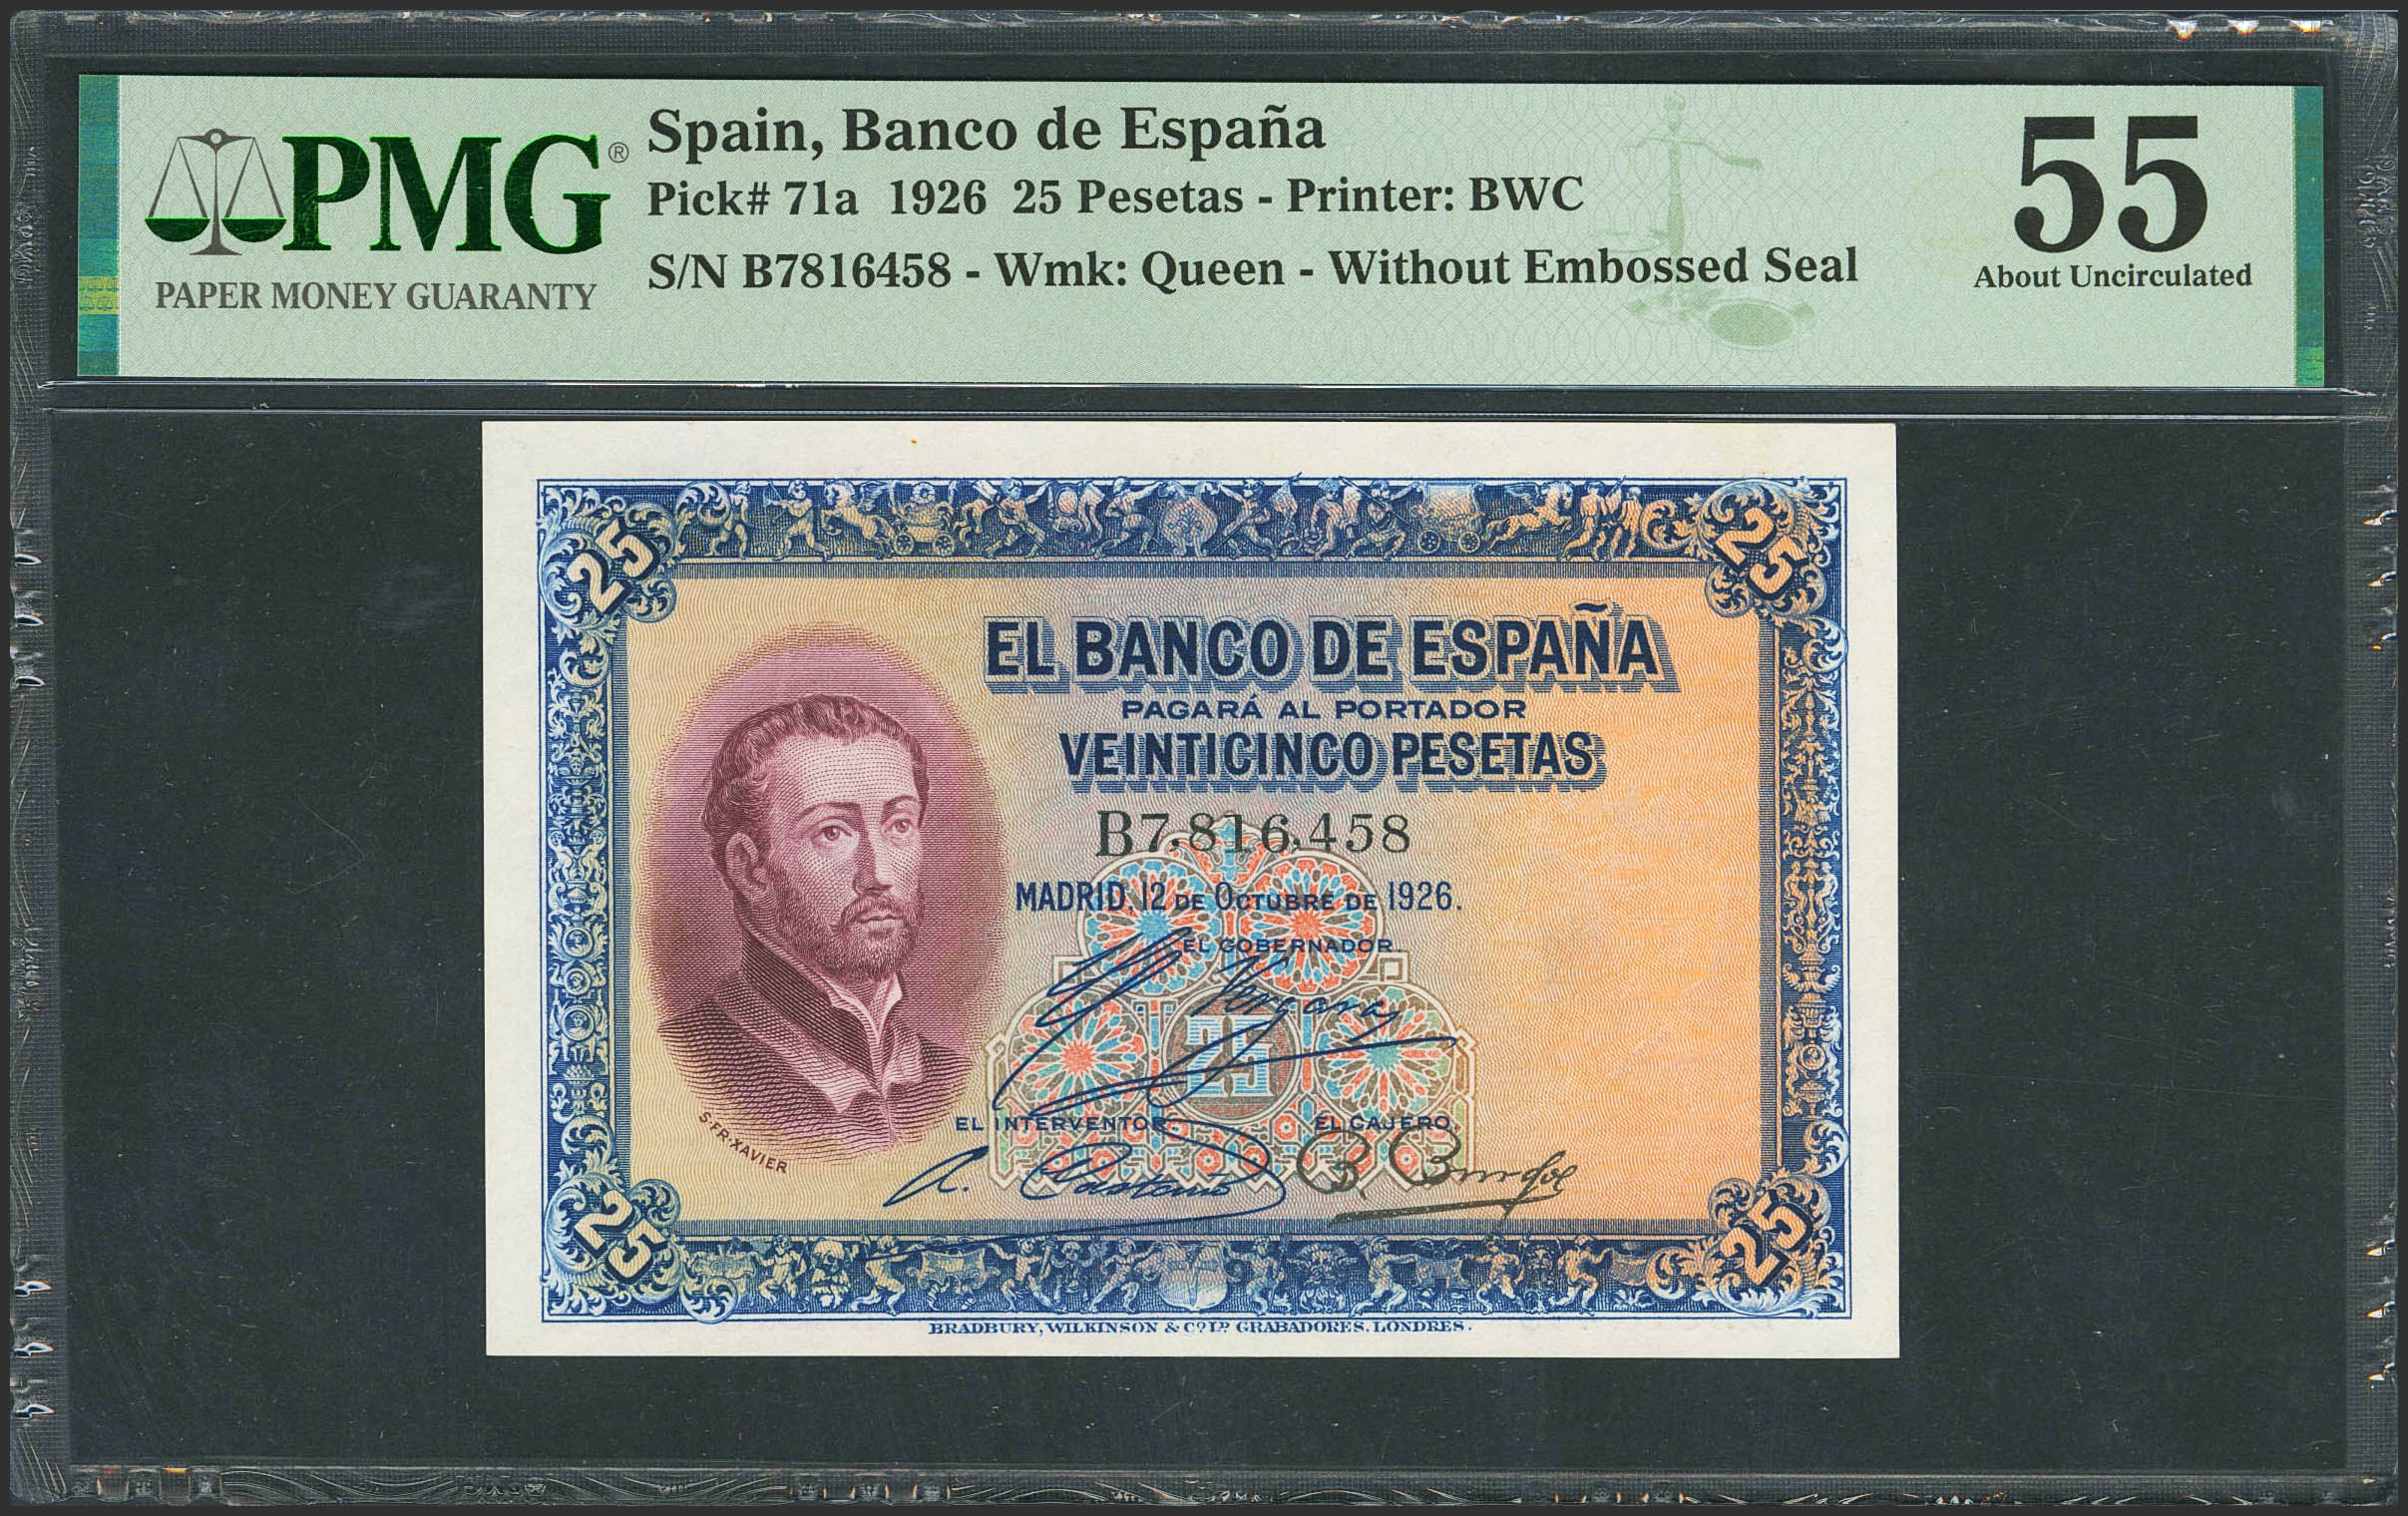 PMG®
PAPER MONEY GUARANTY
Spain, Banco de España
Pick# 71a 1926 25 Pesetas - Printer: BWC
S/N B7816458 - Wmk: Queen - Without Embossed Seal
55
About Uncirculated
25
25
EL BANCO DE ESPAÑA
PAGARÁ AL PORTADOR
VEINTICINCO PESETAS
B7,816,458
MADRID, 12 DE OCTUBRE DE 1926.
EL GOBERNADOR.
Vergara
25
EL INTERVENTOR.
EL CAJERO.
S. FR. XAVIER
25
25
BRADBURY, WILKINSON & Cº Lᴰ GRABADORES. LONDRES.